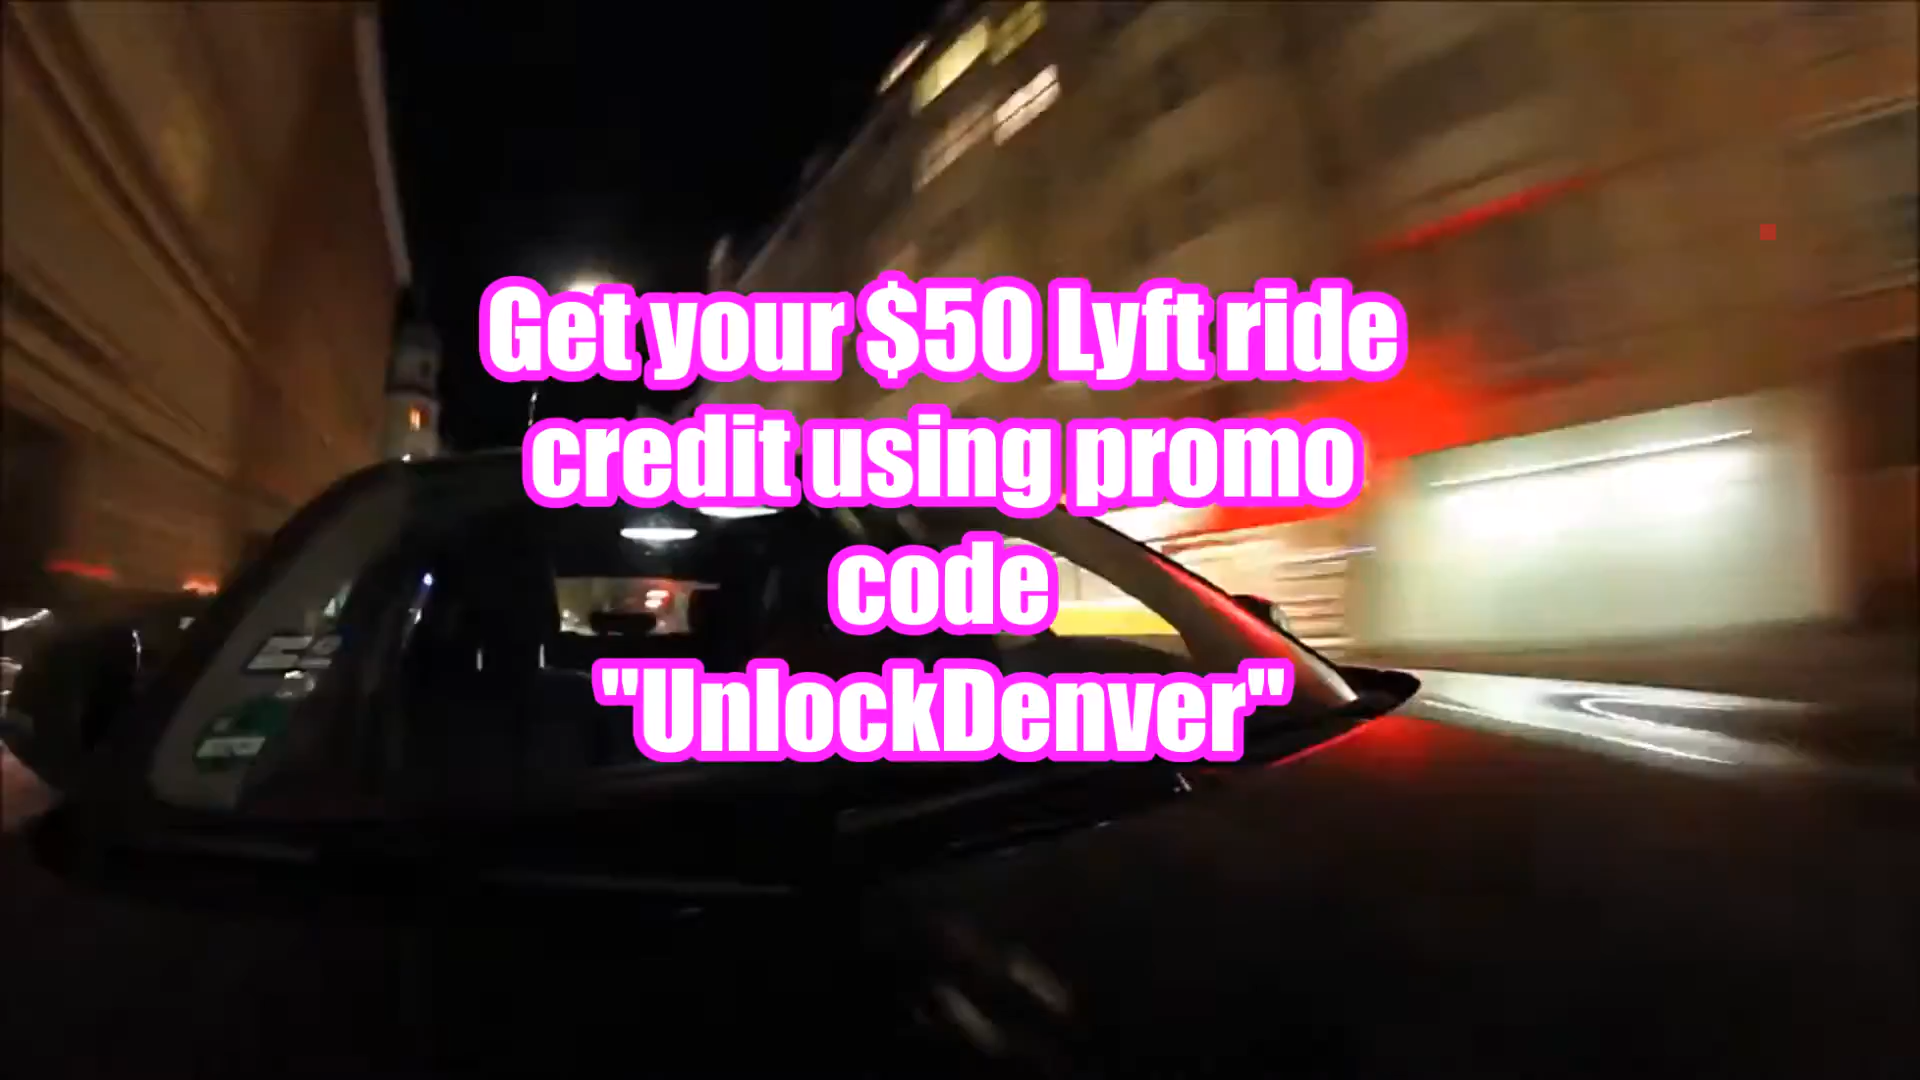 Get your $50 Lyft ride
credit using promo
code
"UnlockDenver"